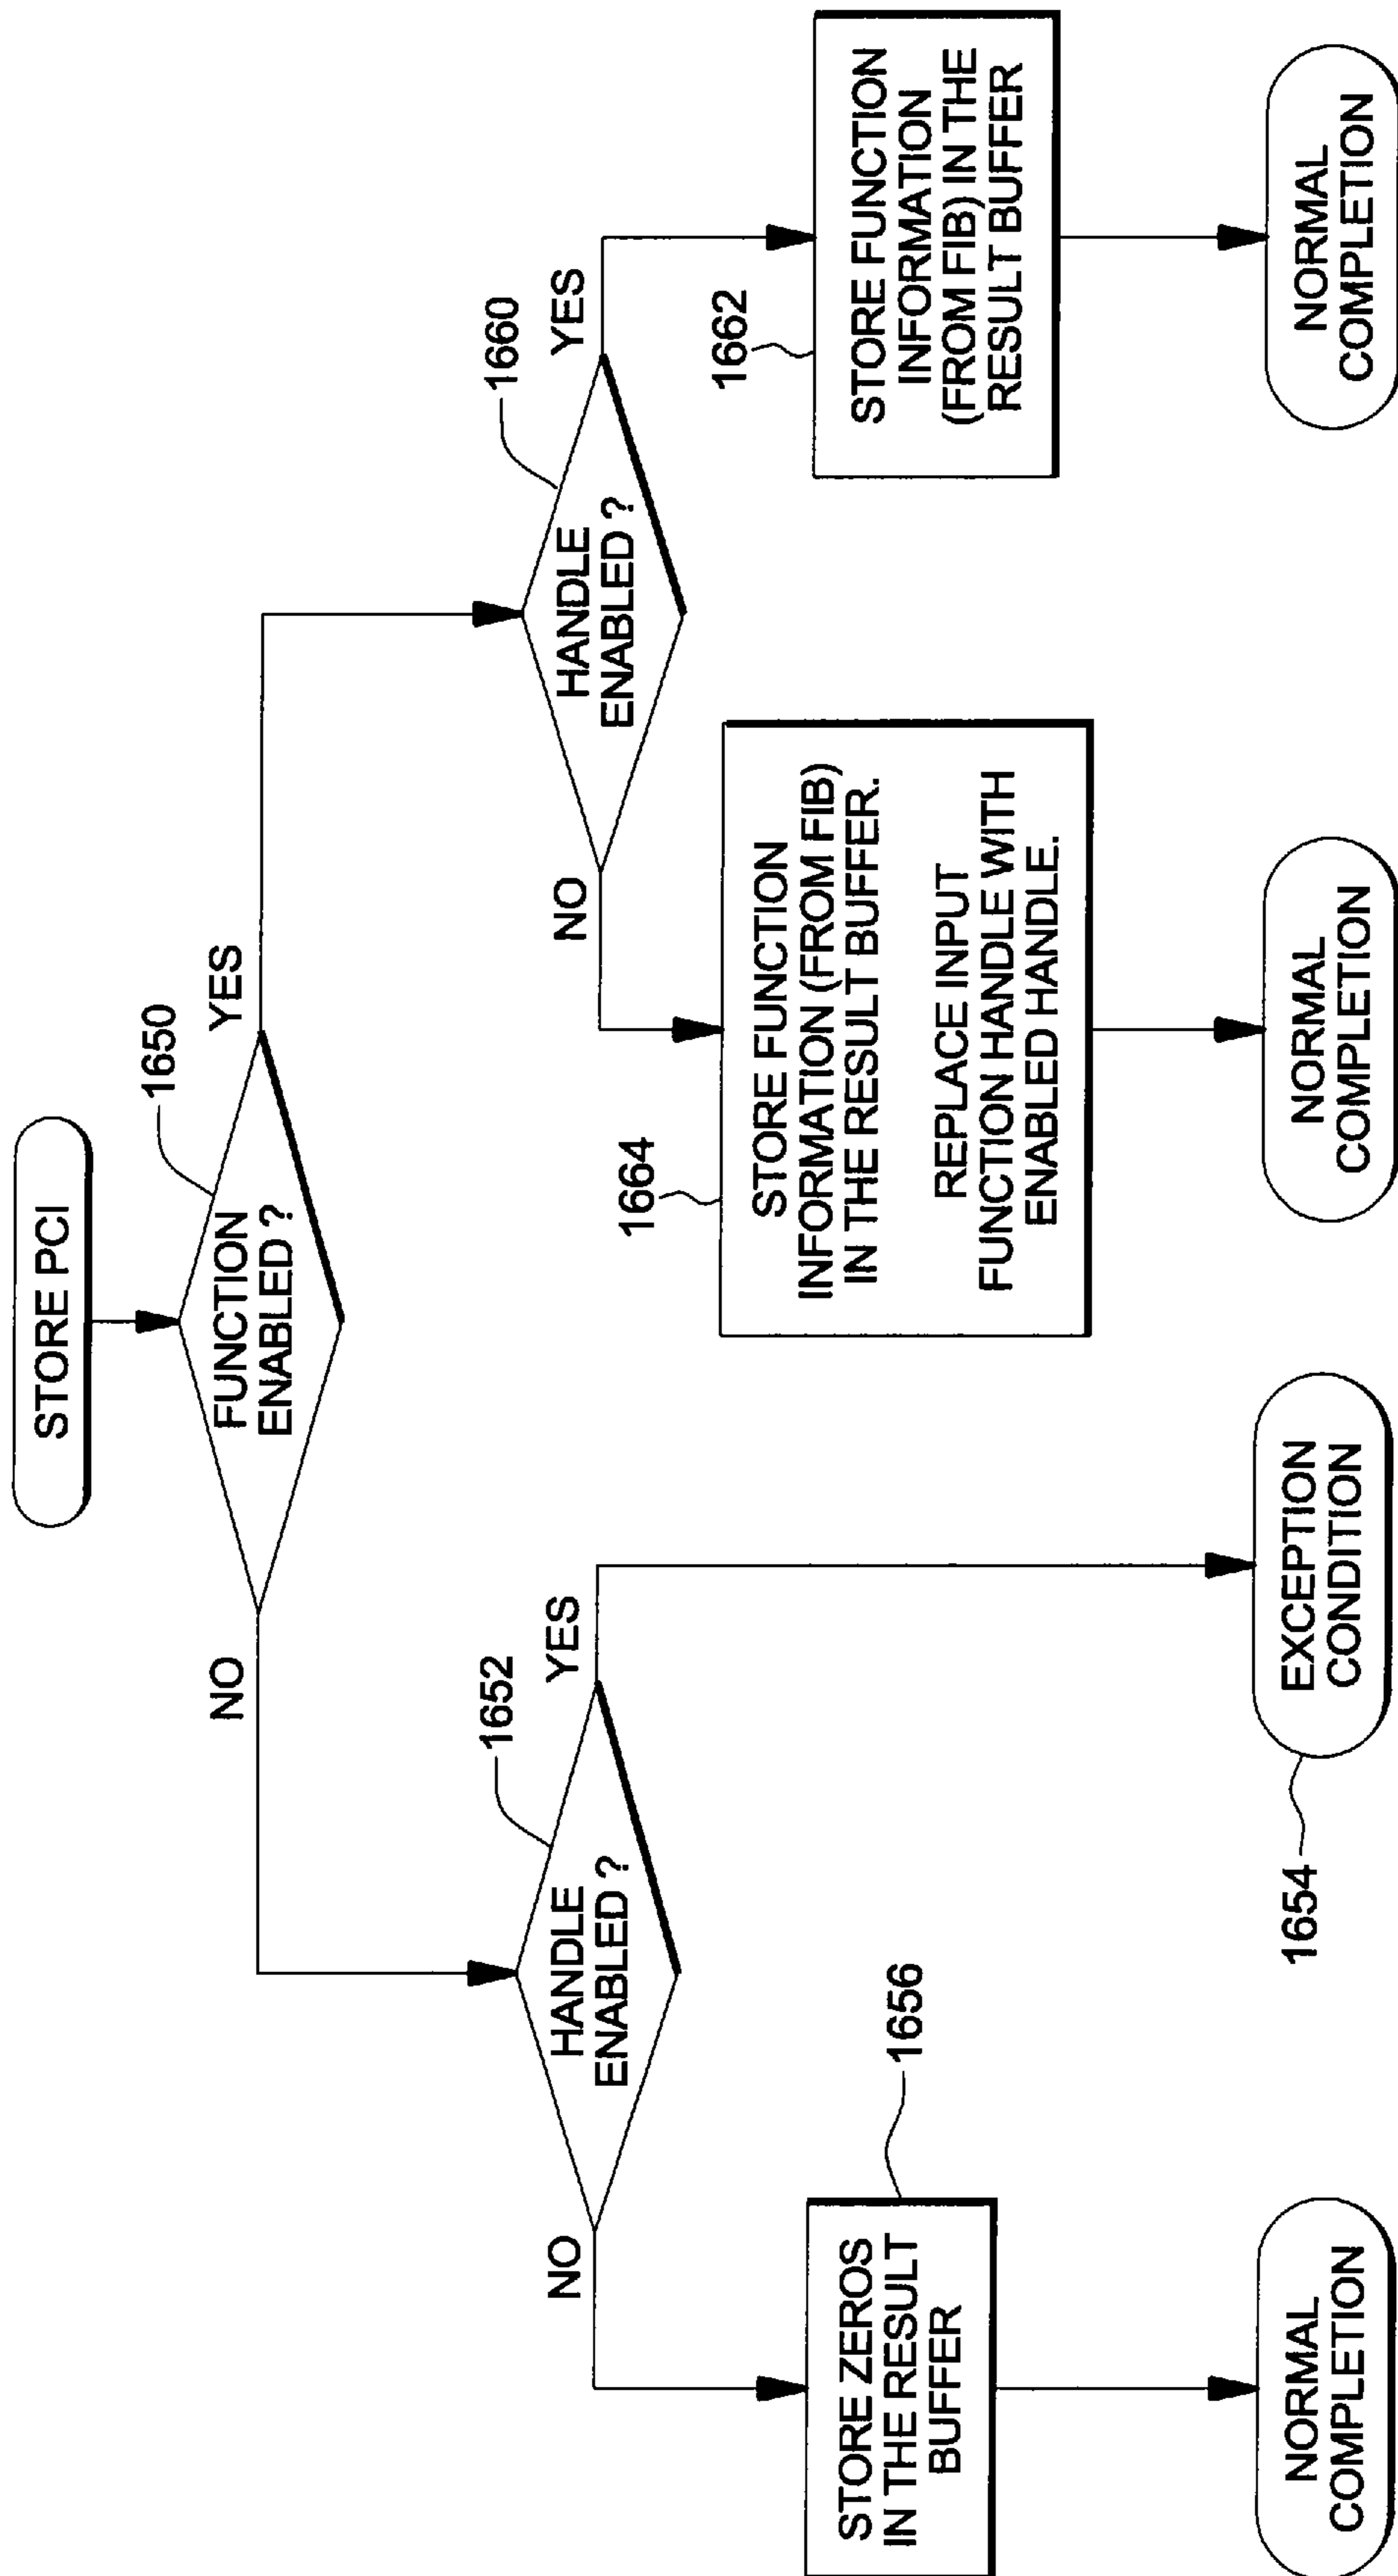 STORE PCI
1650
FUNCTION
ENABLED ?
NO
YES
1652
HANDLE
ENABLED ?
NO
YES
1660
HANDLE
ENABLED ?
NO
YES
1656
STORE ZEROS
IN THE RESULT
BUFFER
1664
STORE FUNCTION
INFORMATION (FROM FIB)
IN THE RESULT BUFFER.
REPLACE INPUT
FUNCTION HANDLE WITH
ENABLED HANDLE.
1662
STORE FUNCTION
INFORMATION
(FROM FIB) IN THE
RESULT BUFFER
NORMAL
COMPLETION
1654
EXCEPTION
CONDITION
NORMAL
COMPLETION
NORMAL
COMPLETION